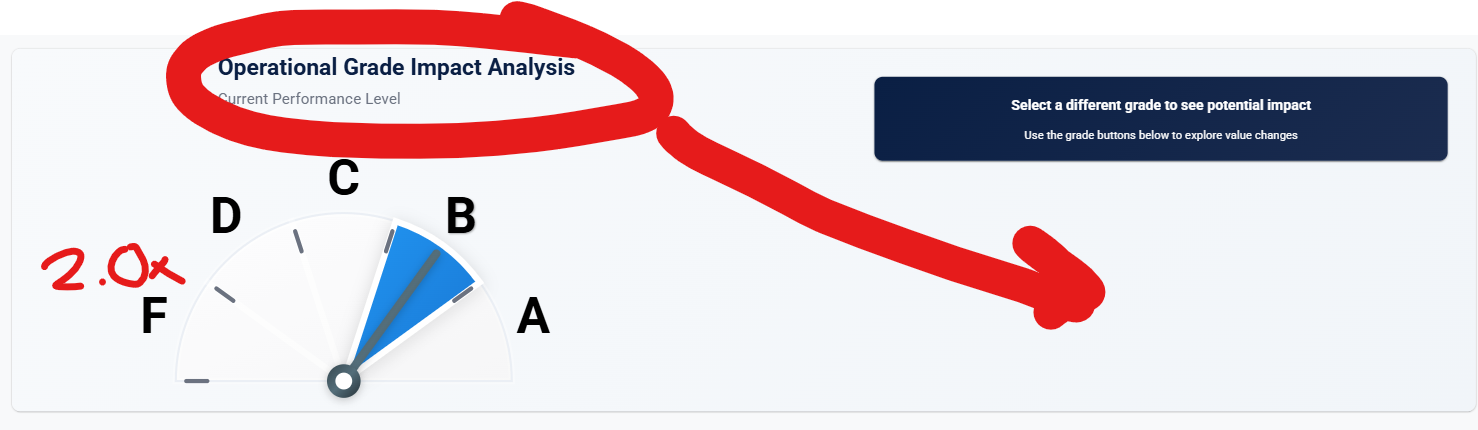 Operational Grade Impact Analysis
Current Performance Level
Select a different grade to see potential impact
Use the grade buttons below to explore value changes
C
D
B
2.0x
F
A